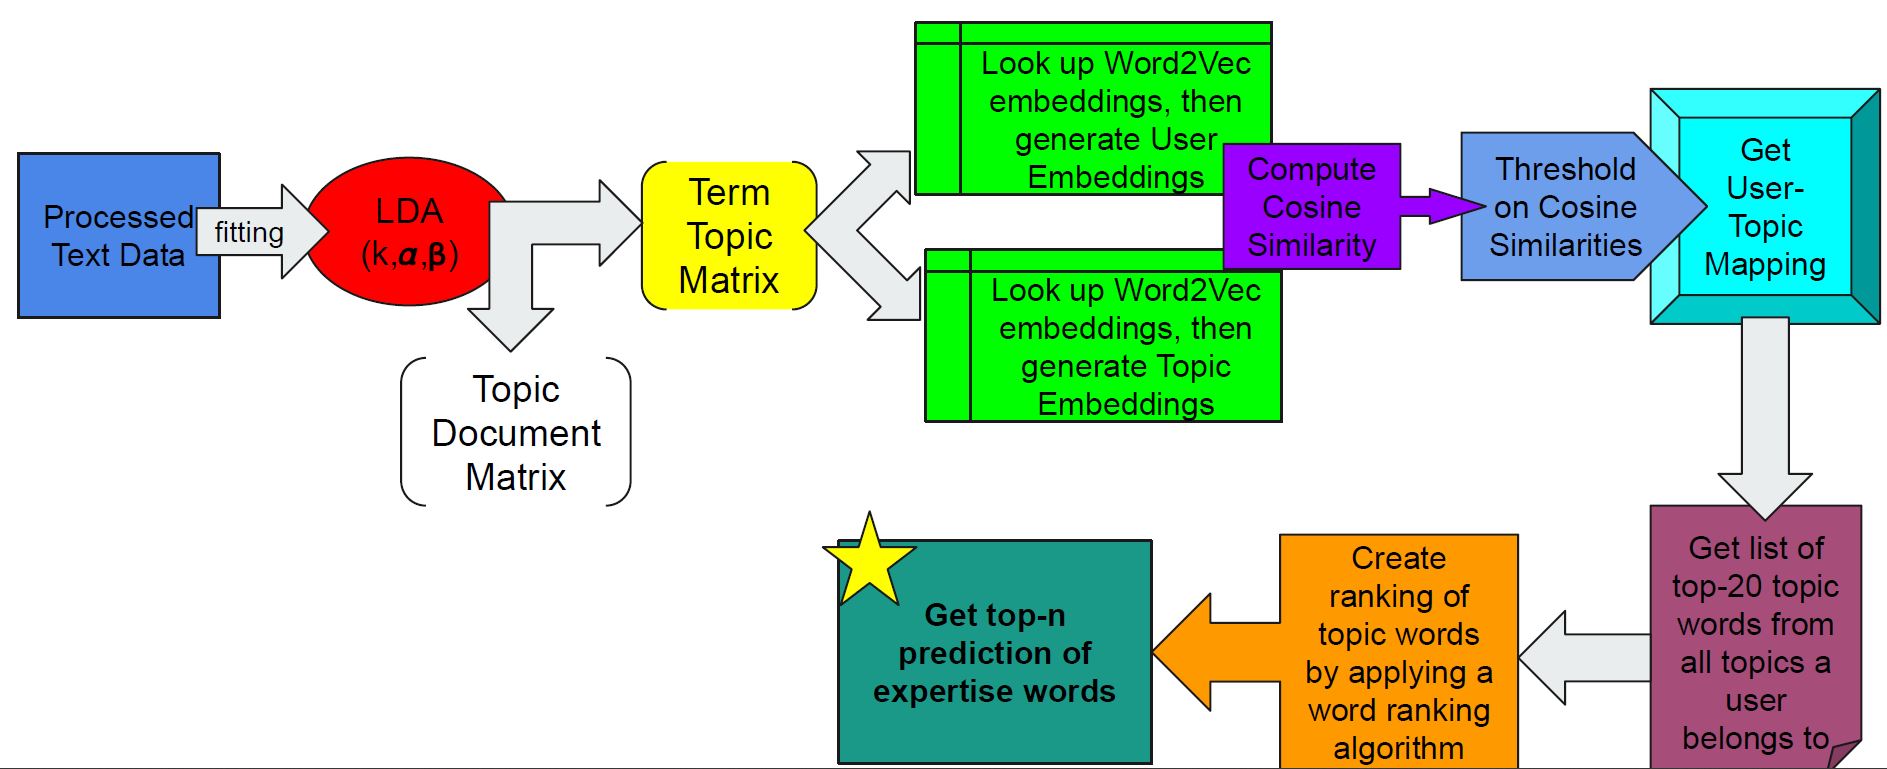 Processed
Text Data
fitting
LDA
(k,α,β)
Topic
Document
Matrix
Term
Topic
Matrix
Look up Word2Vec
embeddings, then
generate User
Embeddings
Look up Word2Vec
embeddings, then
generate Topic
Embeddings
Compute
Cosine
Similarity
Threshold
on Cosine
Similarities
Get
User-
Topic
Mapping
Get list of
top-20 topic
words from
all topics a
user
belongs to
Create
ranking of
topic words
by applying a
word ranking
algorithm
Get top-n
prediction of
expertise words